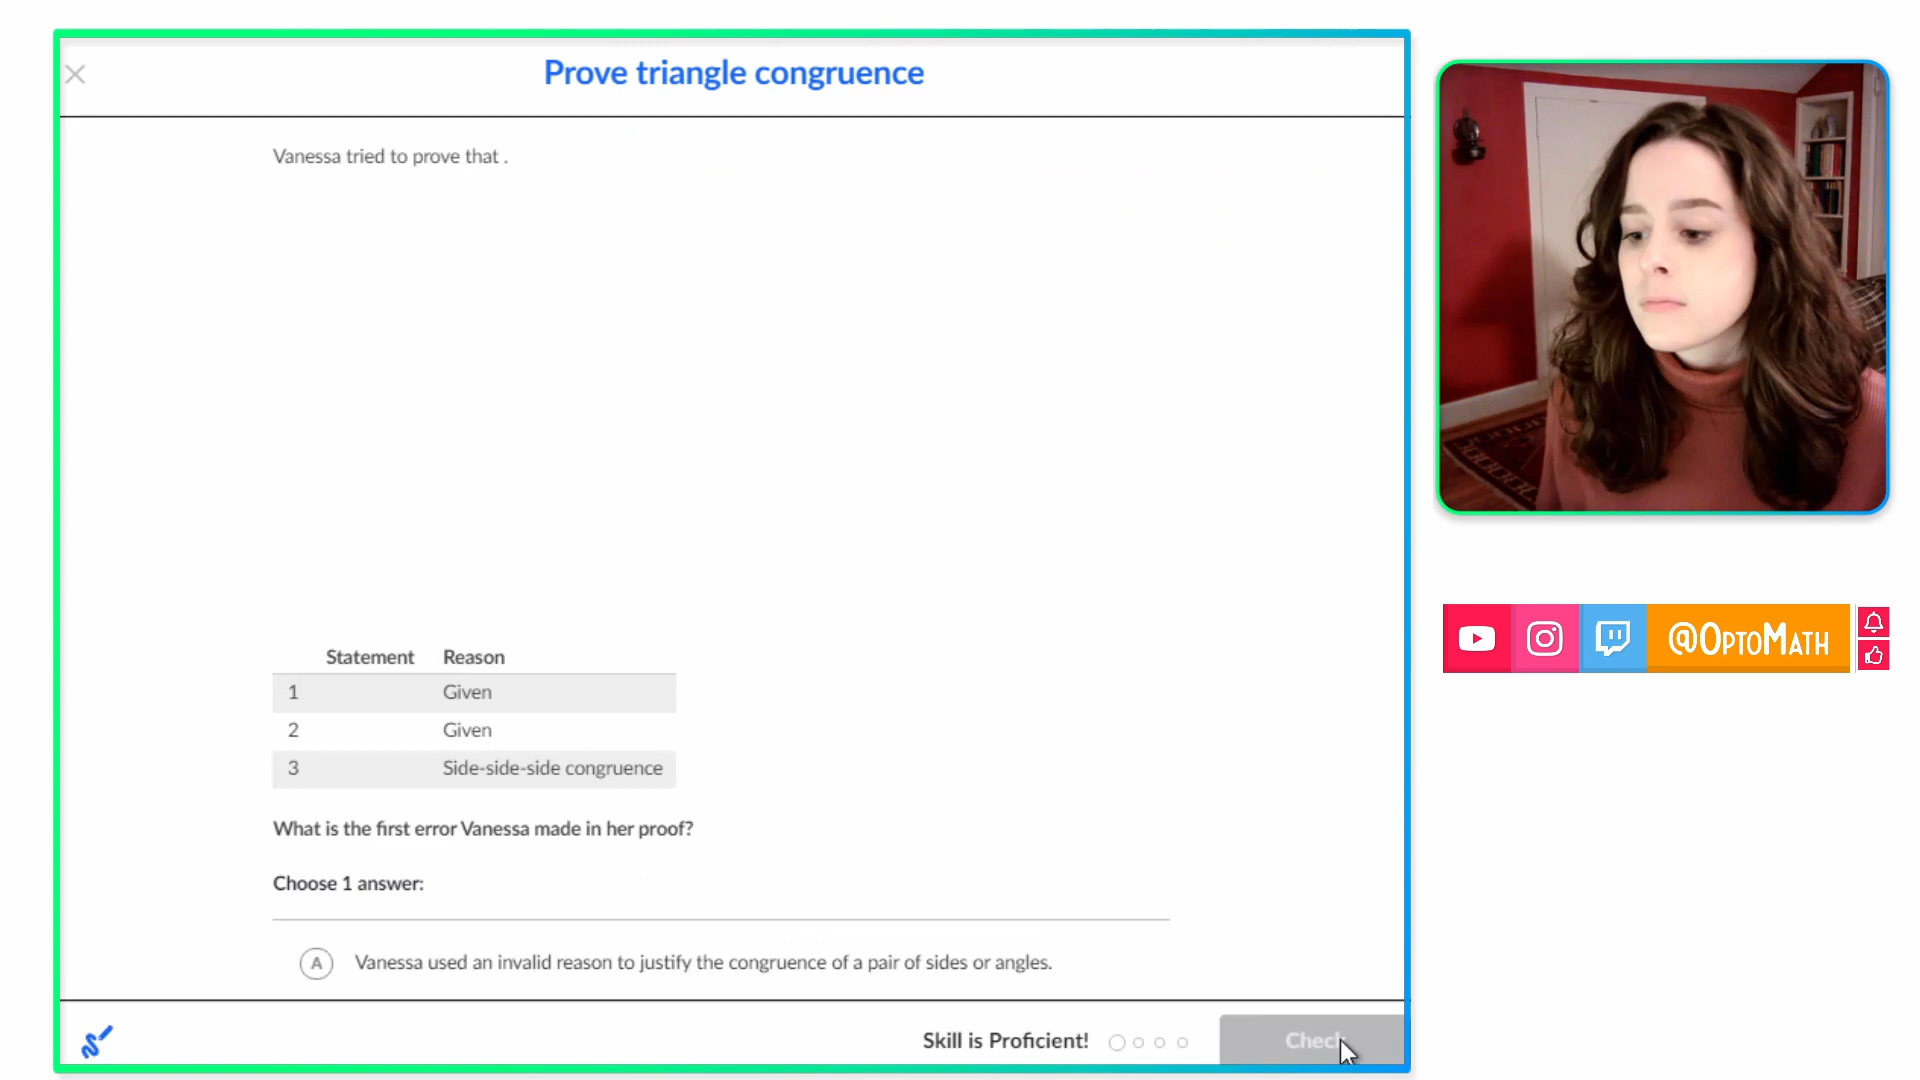 Prove triangle congruence
Vanessa tried to prove that .
Statement Reason
1 Given
2 Given
3 Side-side-side congruence
What is the first error Vanessa made in her proof?
Choose 1 answer:
A Vanessa used an invalid reason to justify the congruence of a pair of sides or angles.
Skill is Proficient!
Check
@OptoMath